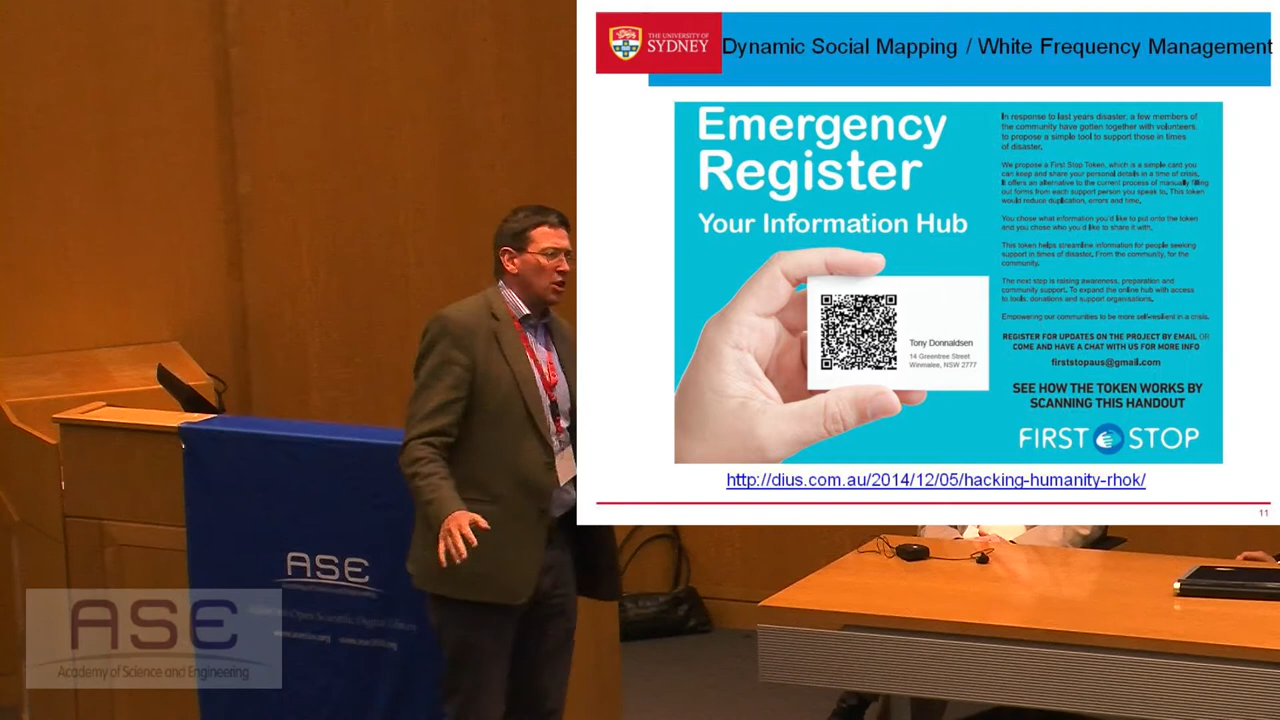 THE UNIVERSITY OF
SYDNEY
Dynamic Social Mapping / White Frequency Management
Emergency
Register
Your Information Hub
Tony Donnaldsen
14 Greentree Street
Winmalee, NSW 2777
In response to last years disaster, a few members of
the community have gotten together with volunteers
to propose a simple tool to support those in times
of disaster.
We propose a First Stop Token, which is a simple card you
can keep and share your personal details in a time of crisis.
It offers an alternative to the current process of manually filling
out forms from each support person you speak to. This token
would reduce duplication, errors and time.
You chose what information you'd like to put onto the token
and you chose who you'd like to share it with.
This token helps streamline information for people seeking
support in times of disaster. From the community, for the
community.
The next step is raising awareness, preparation and
community support. To expand the online hub with access
to tools, donations and support organisations.
Empowering our communities to be more self-resilient in a crisis.
REGISTER FOR UPDATES ON THE PROJECT BY EMAIL OR
COME AND HAVE A CHAT WITH US FOR MORE INFO
firststopaus@gmail.com
SEE HOW THE TOKEN WORKS BY
SCANNING THIS HANDOUT
FIRST STOP
http://dius.com.au/2014/12/05/hacking-humanity-rhok/
11
ASE
ASE
Academy of Science and Engineering